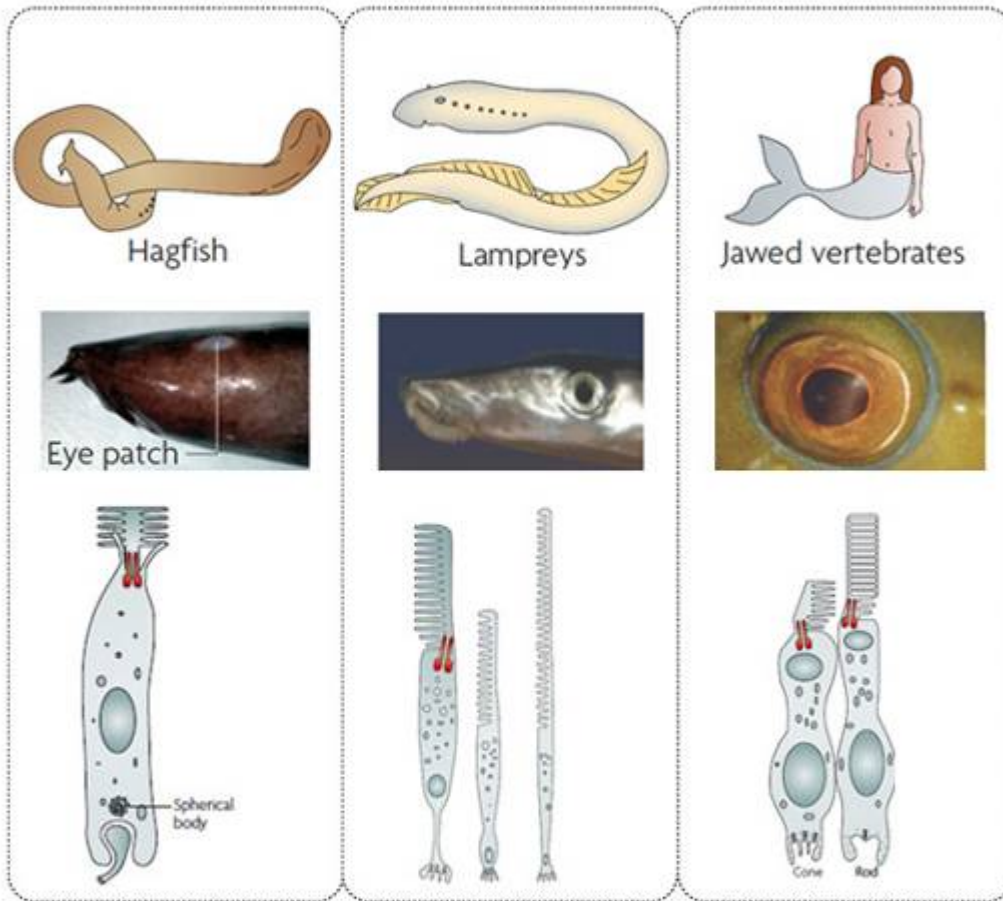 Hagfish
Lampreys
Jawed vertebrates
Eye patch
Spherical
body
Cone
Rod